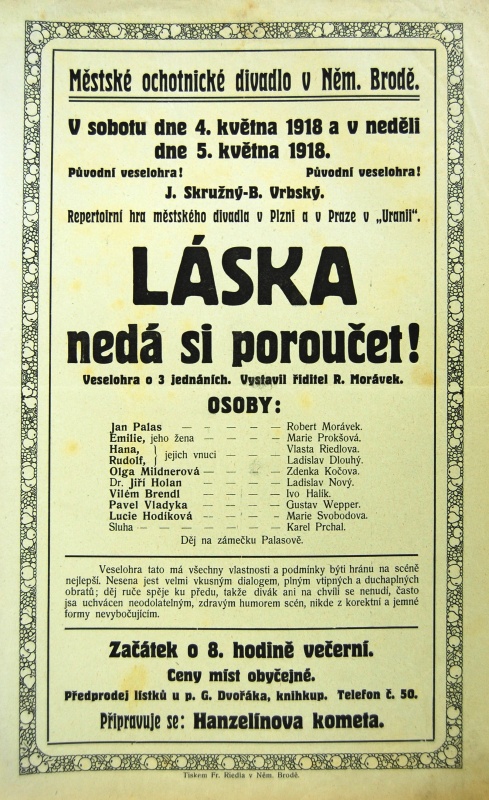 Městské ochotnické divadlo v Něm. Brodě.
V sobotu dne 4. května 1918 a v neděli
dne 5. května 1918.
Původní veselohra! Původní veselohra!
J. Skružný-B. Vrbský.
Repertoirní hra městského divadla v Plzni a v Praze v „Uranii“.
LÁSKA
nedá si poroučet!
Veselohra o 3 jednáních. Vystavil řiditel R. Morávek.
OSOBY:
Jan Palas — — — — — Robert Morávek.
Emilie, jeho žena — — — — Marie Prokšová.
Hana, } jejich vnuci — — — Vlasta Riedlova.
Rudolf, Ladislav Dlouhý.
Olga Mildnerová — — — — Zdenka Kočova.
Dr. Jiří Holan — — — — Ladislav Nový.
Vilém Brendl — — — — Ivo Halík.
Pavel Vladyka — — — — Gustav Wepper.
Lucie Hodíková — — — — Marie Svobodova.
Sluha — — — — — Karel Prchal.
Děj na zámečku Palasově.
Veselohra tato má všechny vlastnosti a podmínky býti hránu na scéně
nejlepší. Nesena jest velmi vkusným dialogem, plným vtipných a duchaplných
obratů; děj ruče spěje ku předu, takže divák ani na chvíli se nenudí, často
jsa uchvácen neodolatelným, zdravým humorem scén, nikde z korektní a jemné
formy nevybočujícím.
Začátek o 8. hodině večerní.
Ceny míst obyčejné.
Předprodej lístků u p. G. Dvořáka, knihkup. Telefon č. 50.
Připravuje se: Hanzelínova kometa.
Tiskem Fr. Riedla v Něm. Brodě.